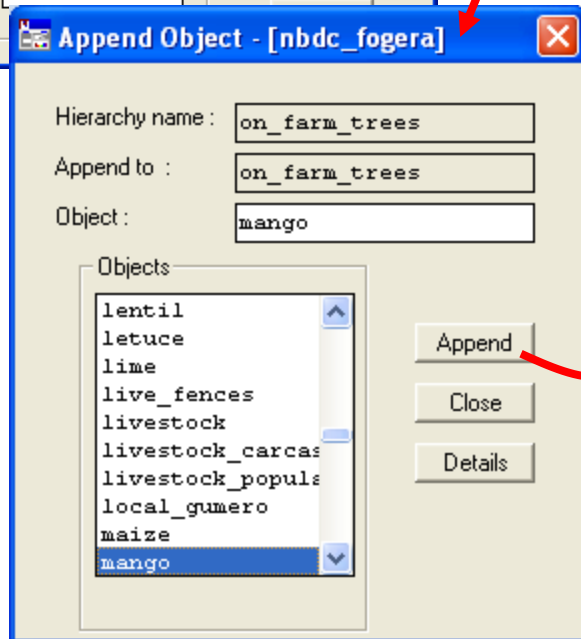 Append Object - [nbdc_fogera]
Hierarchy name : on_farm_trees
Append to : on_farm_trees
Object : mango
Objects
lentil
letuce
lime
live_fences
livestock
livestock_carcas
livestock_popula
local_gumero
maize
mango
Append
Close
Details